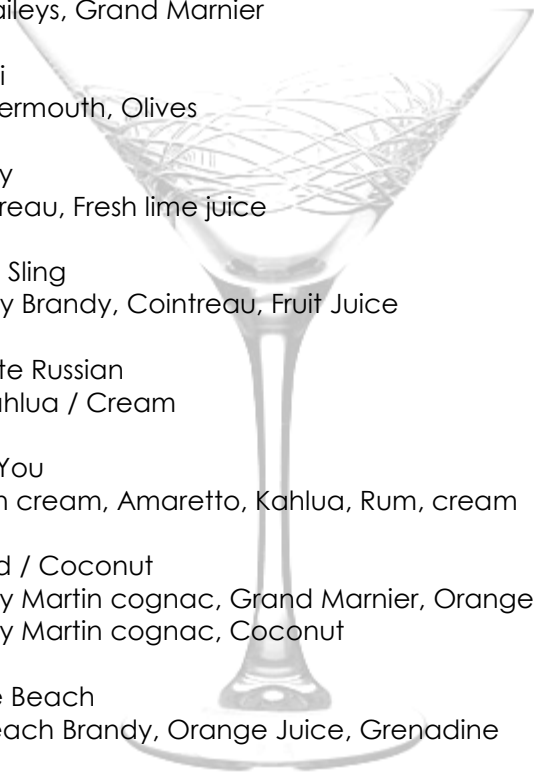 aileys, Grand Marnier
i
ermouth, Olives
y
reau, Fresh lime juice
Sling
y Brandy, Cointreau, Fruit Juice
te Russian
ahlua / Cream
You
n cream, Amaretto, Kahlua, Rum, cream
d / Coconut
y Martin cognac, Grand Marnier, Orange
y Martin cognac, Coconut
e Beach
each Brandy, Orange Juice, Grenadine